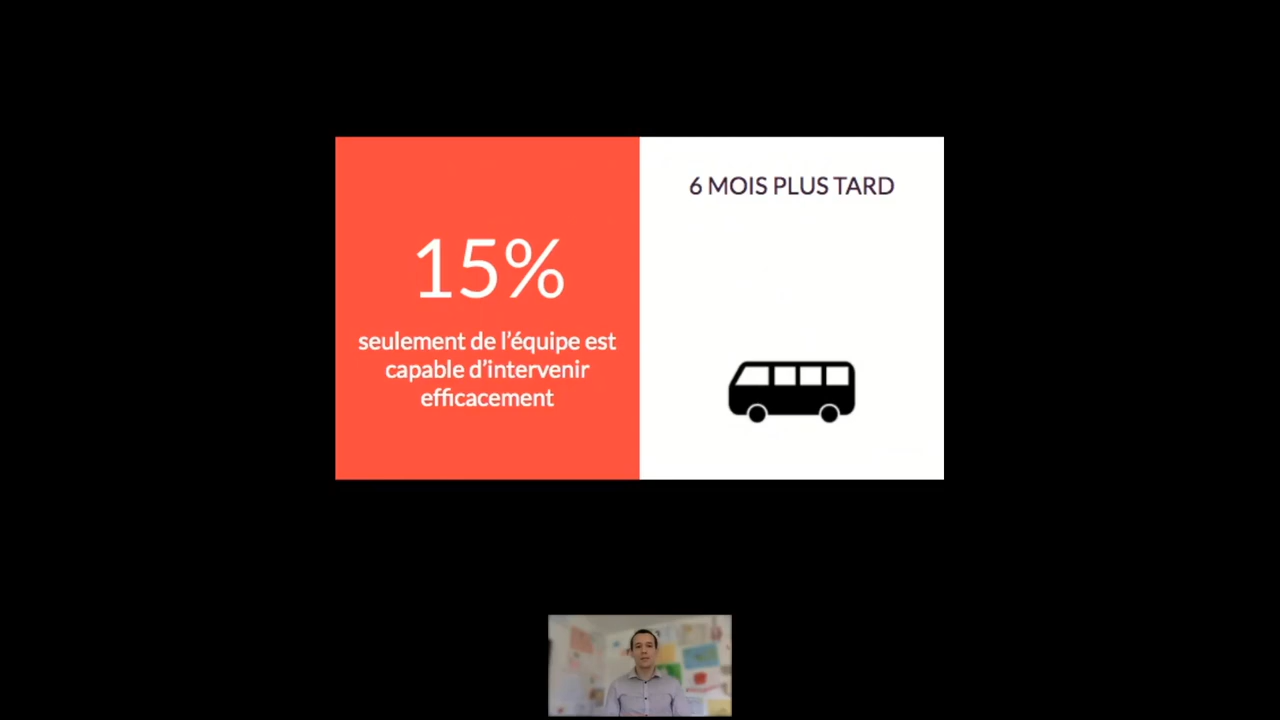 15%
seulement de l'équipe est
capable d'intervenir
efficacement
6 MOIS PLUS TARD